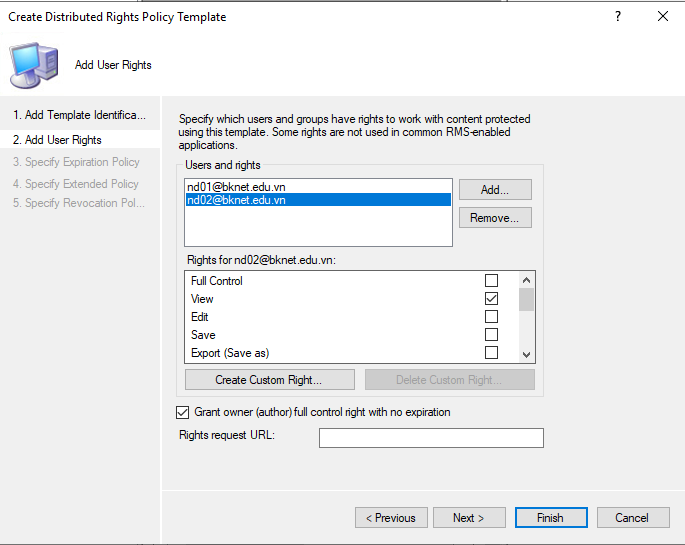 Create Distributed Rights Policy Template
Add User Rights
1. Add Template Identifica...
2. Add User Rights
3. Specify Expiration Policy
4. Specify Extended Policy
5. Specify Revocation Pol...
Specify which users and groups have rights to work with content protected
using this template. Some rights are not used in common RMS-enabled
applications.
Users and rights
nd01@bknet.edu.vn
nd02@bknet.edu.vn
Add...
Remove...
Rights for nd02@bknet.edu.vn:
Full Control
View
Edit
Save
Export (Save as)
Create Custom Right...
Delete Custom Right...
Grant owner (author) full control right with no expiration
Rights request URL:
< Previous
Next >
Finish
Cancel